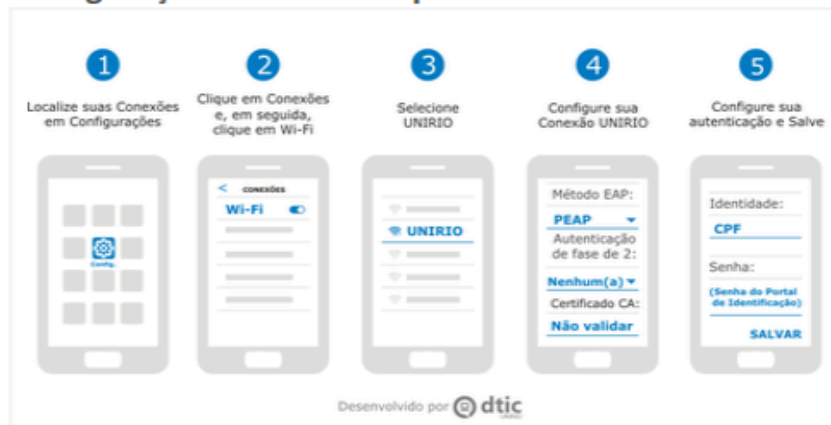 1
Localize suas Conexões
em Configurações
2
Clique em Conexões
e, em seguida,
clique em Wi-Fi
3
Selecione
UNIRIO
4
Configure sua
Conexão UNIRIO
5
Configure sua
autenticação e Salve
Config.
< CONEXÕES
Wi-Fi
UNIRIO
Método EAP:
PEAP
Autenticação
de fase de 2:
Nenhum(a)
Certificado CA:
Não validar
Identidade:
CPF
Senha:
(Senha do Portal
de Identificação)
SALVAR
Desenvolvido por dtic